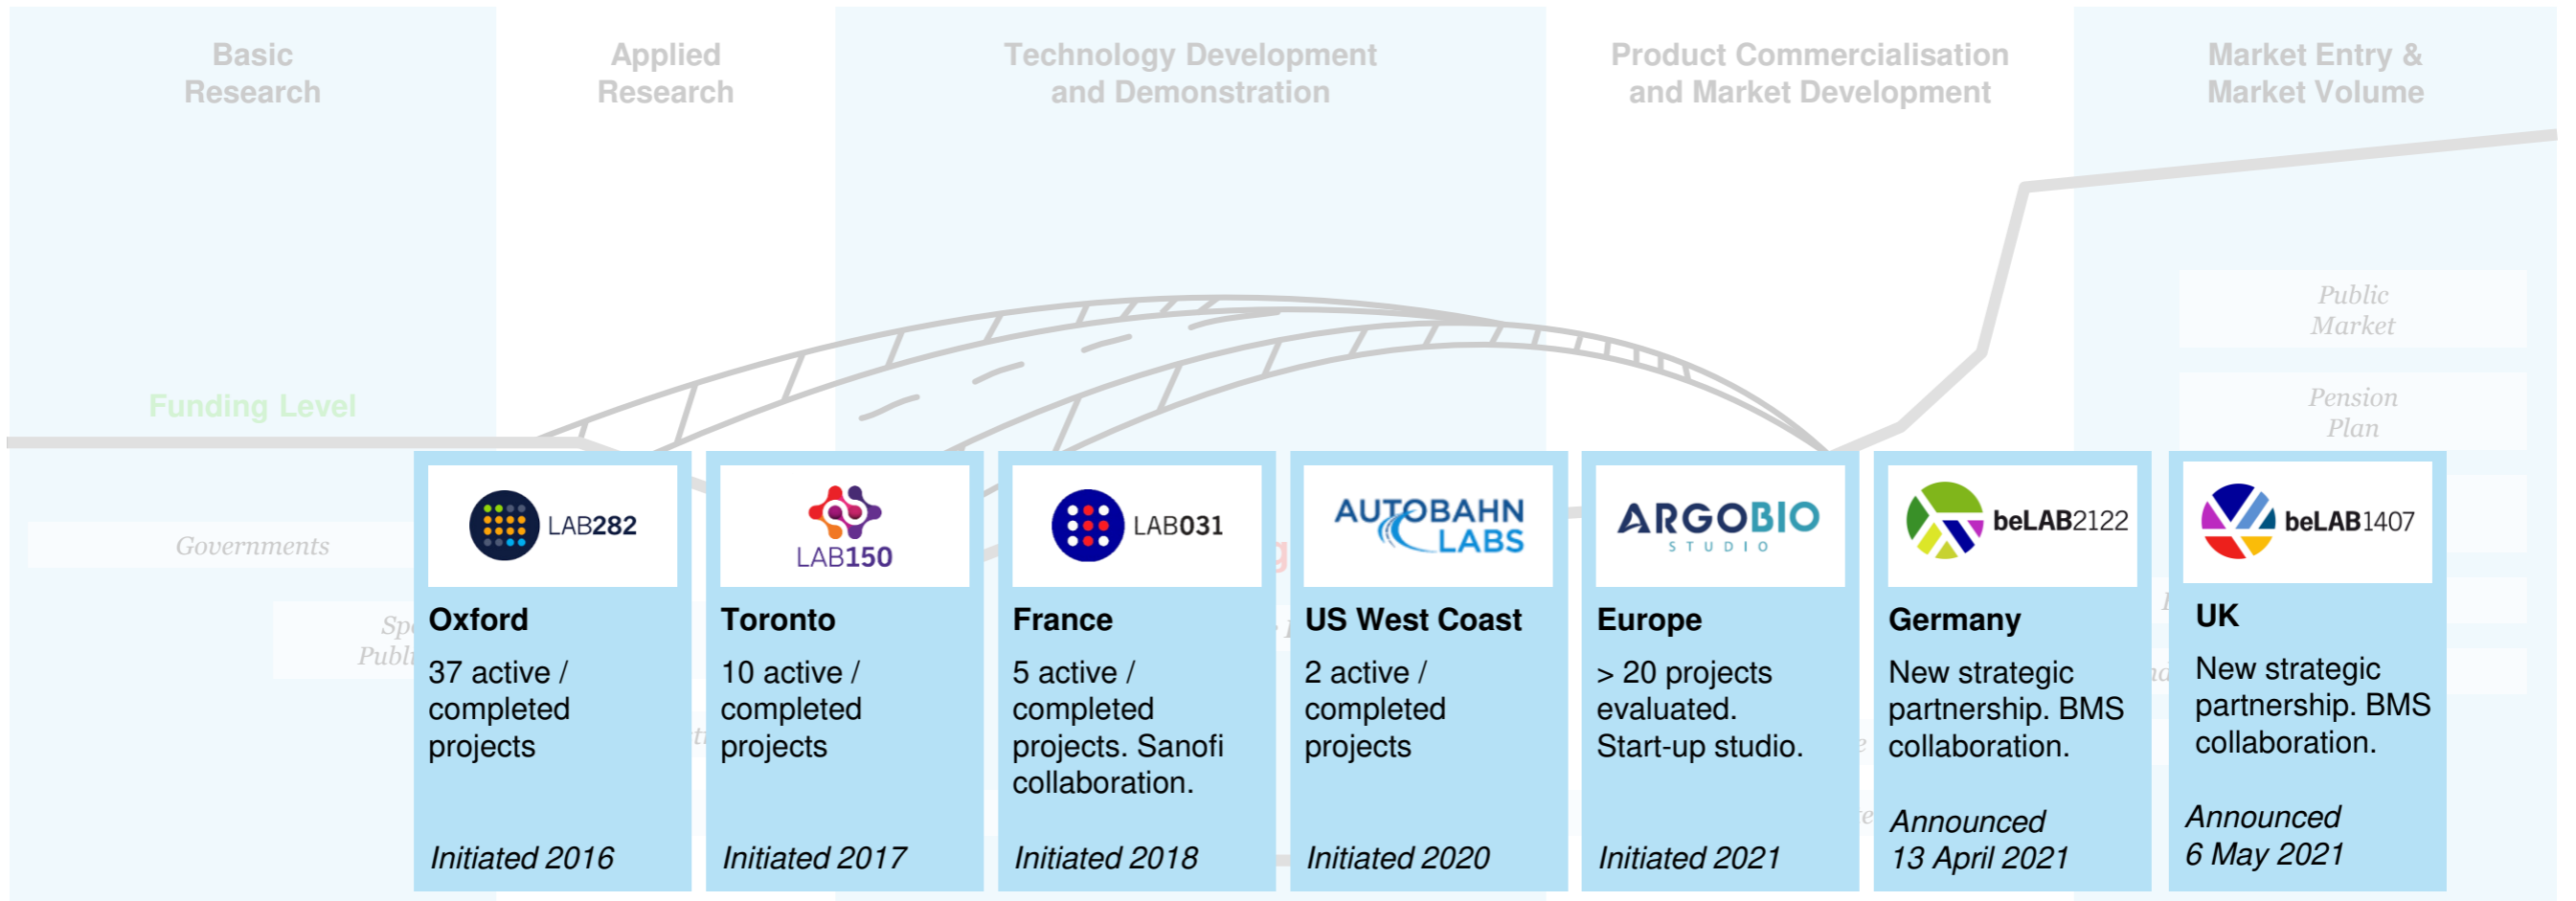 Basic
Research
Applied
Research
Technology Development
and Demonstration
Product Commercialisation
and Market Development
Market Entry &
Market Volume
Public
Market
Pension
Plan
Funding Level
Governments
LAB282
Oxford
37 active /
completed
projects
Initiated 2016
LAB150
Toronto
10 active /
completed
projects
Initiated 2017
LAB031
France
5 active /
completed
projects. Sanofi
collaboration.
Initiated 2018
AUTOBAHN
LABS
US West Coast
2 active /
completed
projects
Initiated 2020
ARGOBIO
STUDIO
Europe
> 20 projects
evaluated.
Start-up studio.
Initiated 2021
beLAB2122
Germany
New strategic
partnership. BMS
collaboration.
Announced
13 April 2021
beLAB1407
UK
New strategic
partnership. BMS
collaboration.
Announced
6 May 2021